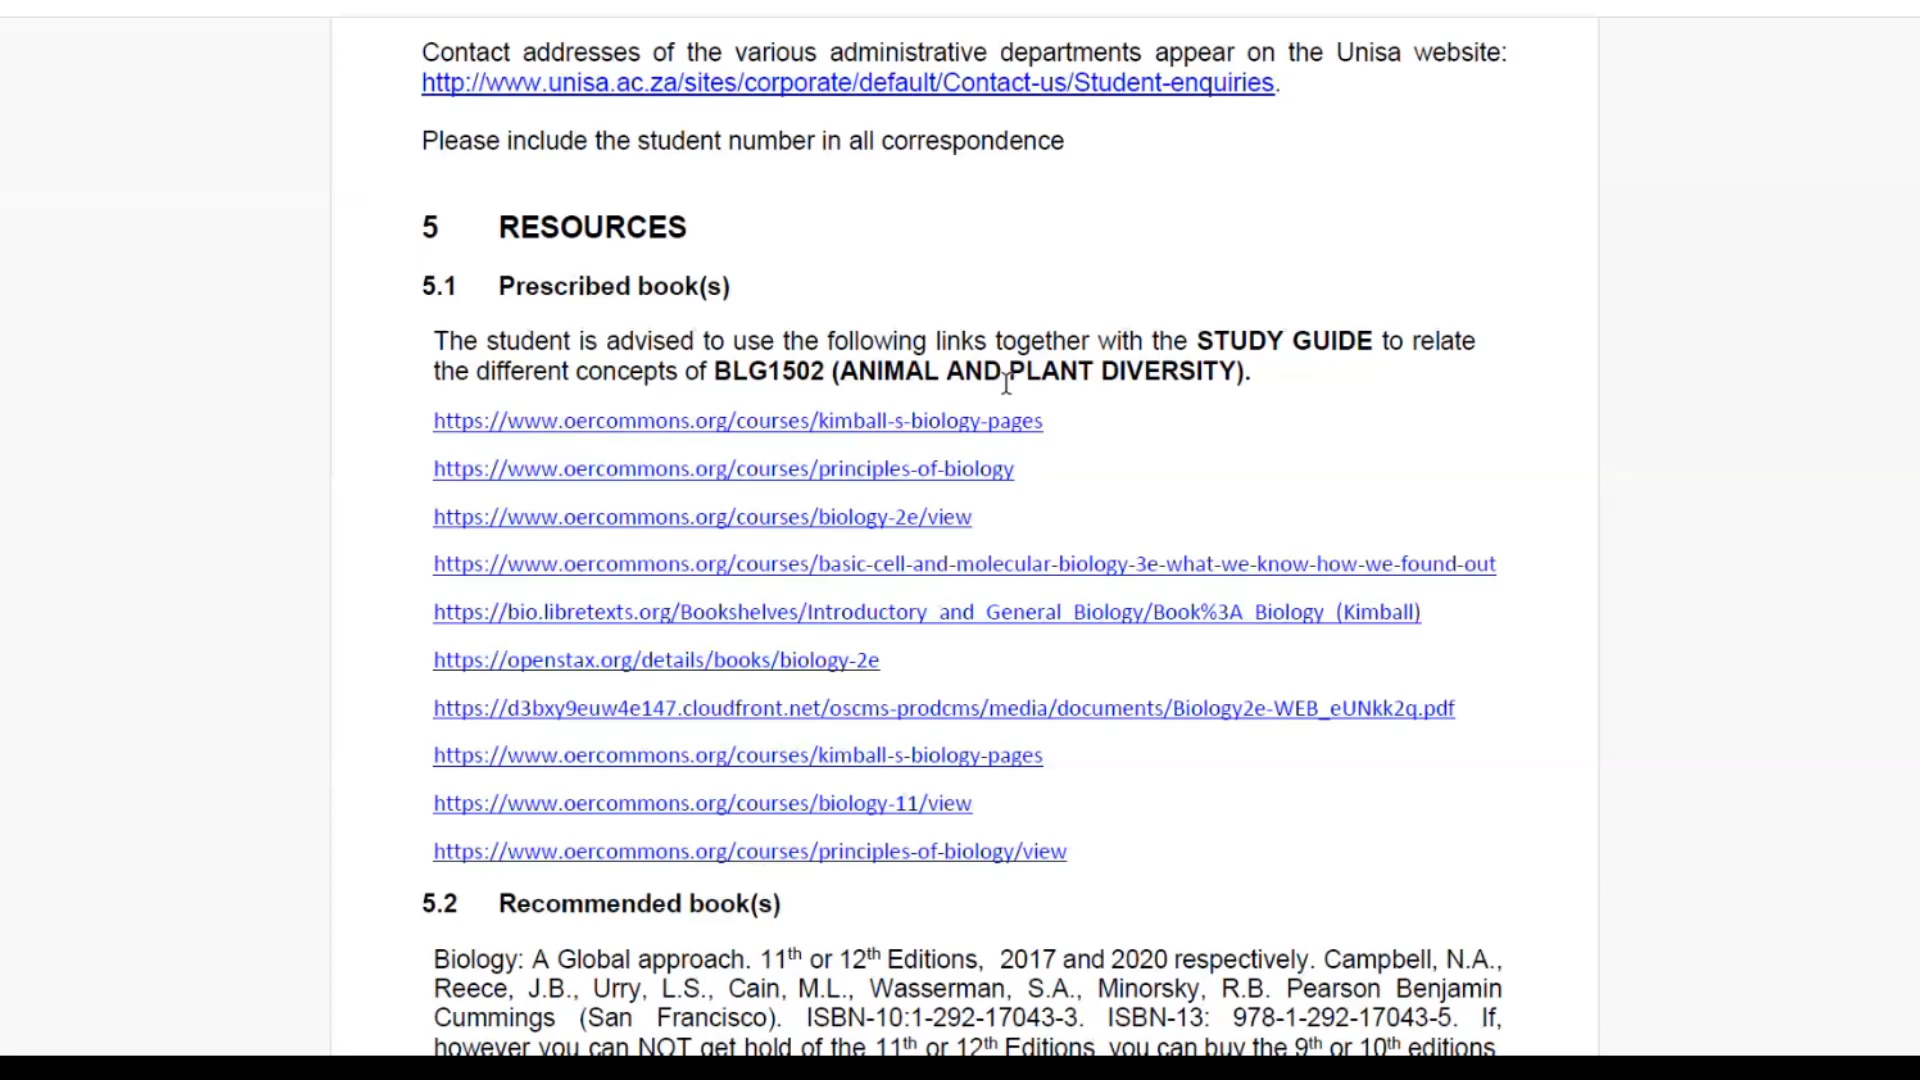 Contact addresses of the various administrative departments appear on the Unisa website:
http://www.unisa.ac.za/sites/corporate/default/Contact-us/Student-enquiries.
Please include the student number in all correspondence
5 RESOURCES
5.1 Prescribed book(s)
The student is advised to use the following links together with the STUDY GUIDE to relate
the different concepts of BLG1502 (ANIMAL AND PLANT DIVERSITY).
https://www.oercommons.org/courses/kimball-s-biology-pages
https://www.oercommons.org/courses/principles-of-biology
https://www.oercommons.org/courses/biology-2e/view
https://www.oercommons.org/courses/basic-cell-and-molecular-biology-3e-what-we-know-how-we-found-out
https://bio.libretexts.org/Bookshelves/Introductory_and_General_Biology/Book%3A_Biology_(Kimball)
https://openstax.org/details/books/biology-2e
https://d3bxy9euw4e147.cloudfront.net/oscms-prodcms/media/documents/Biology2e-WEB_eUNkk2q.pdf
https://www.oercommons.org/courses/kimball-s-biology-pages
https://www.oercommons.org/courses/biology-11/view
https://www.oercommons.org/courses/principles-of-biology/view
5.2 Recommended book(s)
Biology: A Global approach. 11th or 12th Editions, 2017 and 2020 respectively. Campbell, N.A.,
Reece, J.B., Urry, L.S., Cain, M.L., Wasserman, S.A., Minorsky, R.B. Pearson Benjamin
Cummings (San Francisco). ISBN-10:1-292-17043-3. ISBN-13: 978-1-292-17043-5. If,
however you can NOT get hold of the 11th or 12th Editions, you can buy the 9th or 10th editions,